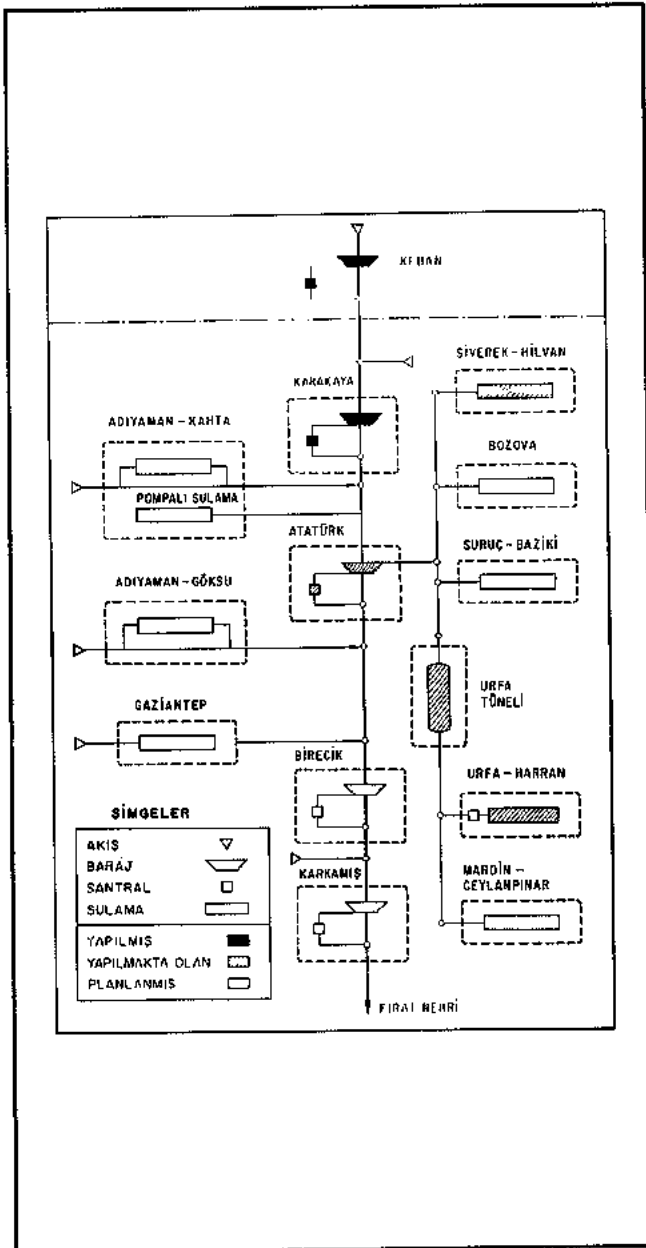 KEBAN
KARAKAYA
SİVEREK-HİLVAN
ADIYAMAN-KAHTA
BOZOVA
POMPALI SULAMA
ATATÜRK
SURUÇ-BAZİKİ
ADIYAMAN-GÖKSU
URFA
TÜNELİ
GAZİANTEP
BİRECİK
URFA-HARRAN
SİMGELER
AKIŞ
BARAJ
SANTRAL
SULAMA
YAPILMIŞ
YAPILMAKTA OLAN
PLANLANMIŞ
KARKAMIŞ
MARDİN-
CEYLANPINAR
FIRAT NEHRİ